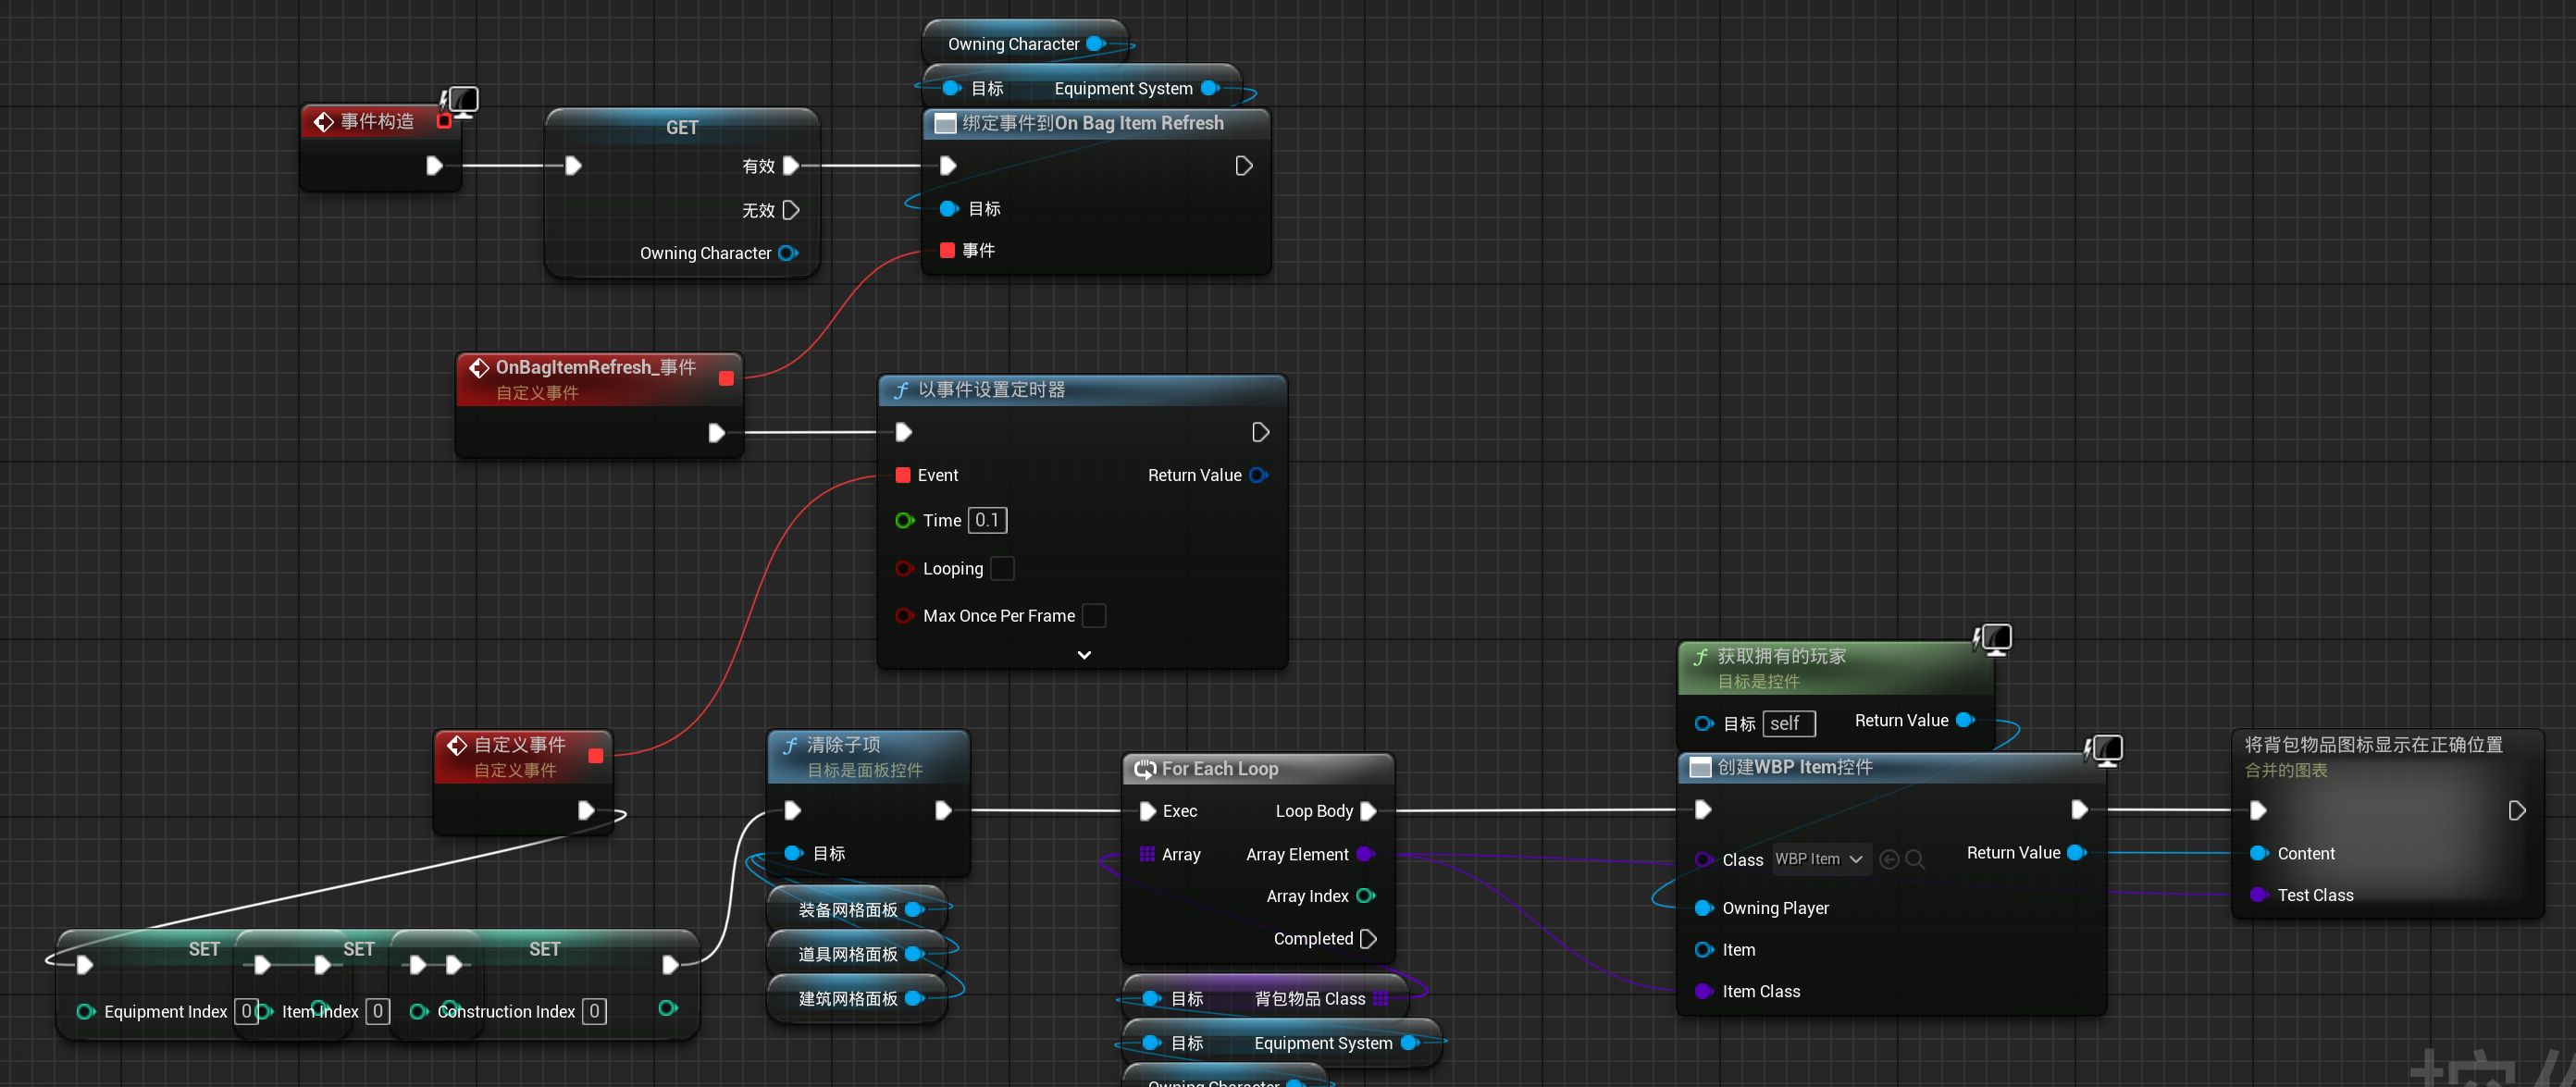 Owning Character
目标 Equipment System
事件构造
GET
绑定事件到On Bag Item Refresh
有效
无效
目标
Owning Character
事件
OnBagItemRefresh_事件
自定义事件
以事件设置定时器
Event Return Value
Time 0.1
Looping
Max Once Per Frame
获取拥有的玩家
目标是控件
目标 self Return Value
自定义事件
自定义事件
清除子项
目标是面板控件
目标
装备网格面板
道具网格面板
建筑网格面板
For Each Loop
Exec Loop Body
Array Array Element
Array Index
Completed
目标 背包物品 Class
目标 Equipment System
Owning Character
创建WBP Item控件
Class WBP Item Return Value
Owning Player
Item
Item Class
将背包物品图标显示在正确位置
合并的图表
Content
Test Class
SET SET SET
Equipment Index 0 Item Index 0 Construction Index 0